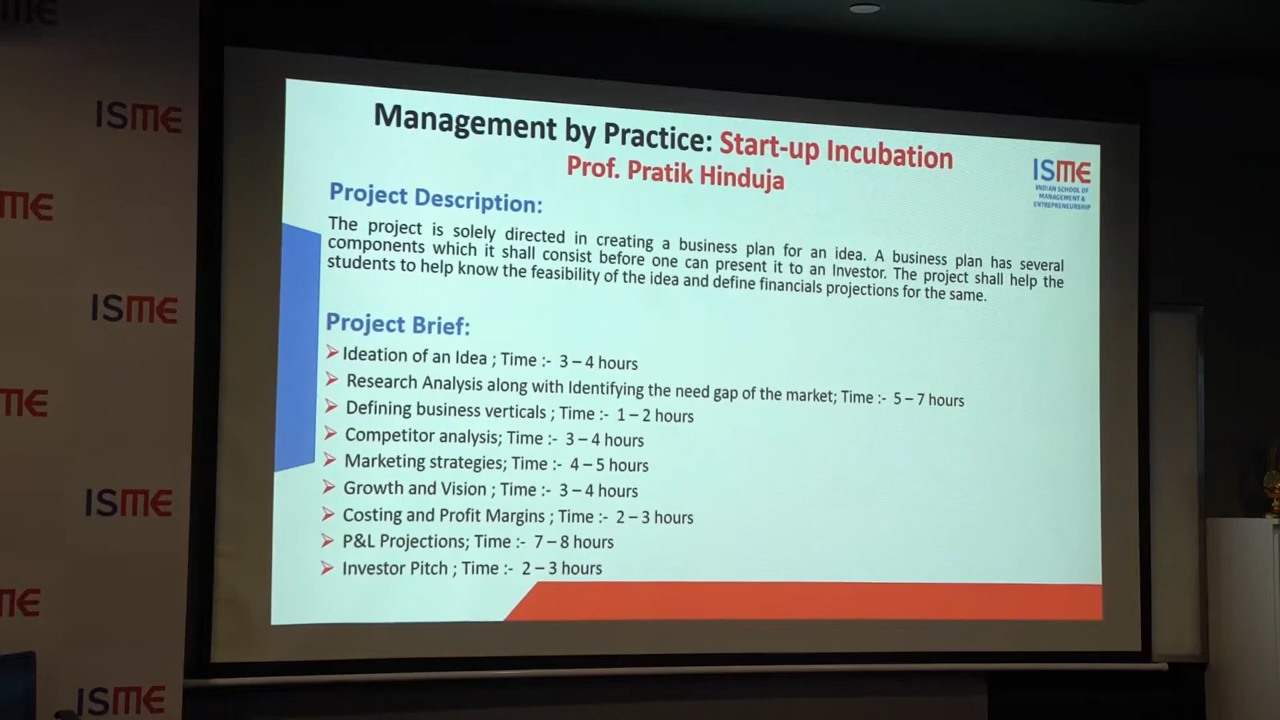 ISME
ME
ISME
ME
ISME
ME
ISME
Management by Practice: Start-up Incubation
Prof. Pratik Hinduja
ISME
INDIAN SCHOOL OF
MANAGEMENT &
ENTREPRENEURSHIP
Project Description:
The project is solely directed in creating a business plan for an idea. A business plan has several
components which it shall consist before one can present it to an Investor. The project shall help the
students to help know the feasibility of the idea and define financials projections for the same.
Project Brief:
Ideation of an Idea ; Time :- 3 – 4 hours
Research Analysis along with Identifying the need gap of the market; Time :- 5 – 7 hours
Defining business verticals ; Time :- 1 – 2 hours
Competitor analysis; Time :- 3 – 4 hours
Marketing strategies; Time :- 4 – 5 hours
Growth and Vision ; Time :- 3 – 4 hours
Costing and Profit Margins ; Time :- 2 – 3 hours
P&L Projections; Time :- 7 – 8 hours
Investor Pitch ; Time :- 2 – 3 hours